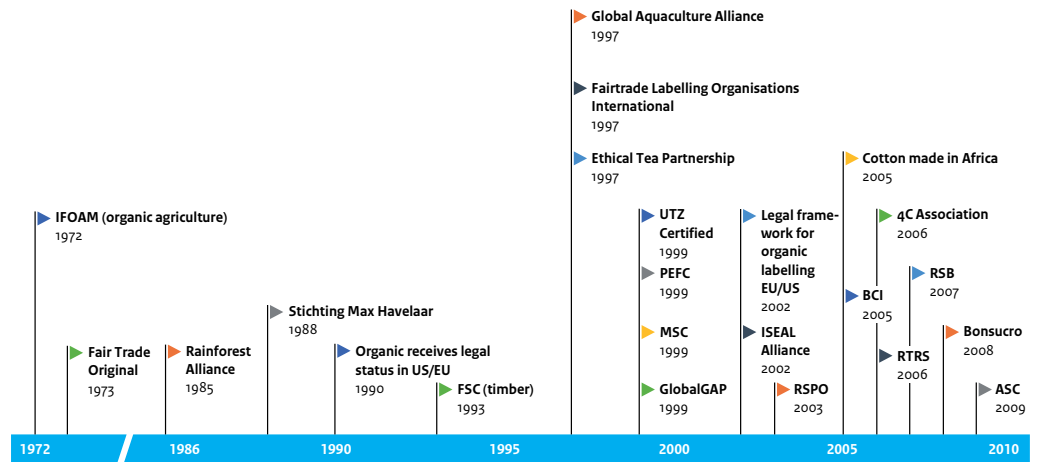 Global Aquaculture Alliance
1997
Fairtrade Labelling Organisations
International
1997
Ethical Tea Partnership
1997
Cotton made in Africa
2005
IFOAM (organic agriculture)
1972
UTZ
Certified
1999
Legal frame-
work for
organic
labelling
EU/US
2002
4C Association
2006
PEFC
1999
RSB
2007
BCI
2005
Stichting Max Havelaar
1988
MSC
1999
ISEAL
Alliance
2002
Bonsucro
2008
Fair Trade
Original
1973
Rainforest
Alliance
1985
Organic receives legal
status in US/EU
1990
RTRS
2006
FSC (timber)
1993
GlobalGAP
1999
RSPO
2003
ASC
2009
1972 1986 1990 1995 2000 2005 2010